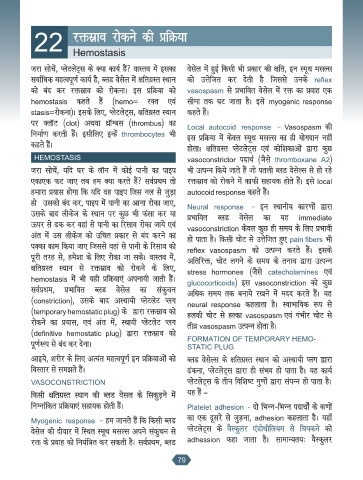 22
रक्तस्राव रोकने की प्रक्रिया
Hemostasis
जरा सोचें, प्लेटलेट्स के क्या कार्य हैं? वास्तव में इसका
सर्वाधिक महत्वपूर्ण कार्य है, ब्लड वेसेल में क्षतिग्रस्त स्थान
को बंद कर रक्तस्राव को रोकना। इस प्रक्रिया को
hemostasis कहते हैं (hemo= रक्त एवं
stasis=रोकना)। इसके लिए, प्लेटलेट्स, क्षतिग्रस्त स्थान
पर क्लॉट (clot) अथवा थ्रॉम्बस (thrombus) का
निर्माण करती हैं। इसीलिए इन्हें thrombocytes भी
कहते हैं।
HEMOSTASIS
जरा सोचें, यदि घर के लॉन में कोई पानी का पाइप
एकाएक फट जाए तब हम क्या करते हैं? सर्वप्रथम तो
हमारा प्रयास होगा कि यदि वह पाइप जिस नल से जुड़ा
हो उसको बंद कर, पाइप में पानी का आना रोका जाए,
उसके बाद लीकेज के स्थान पर कुछ भी फंसा कर या
ऊपर से ढक कर वहां से पानी का रिसाव रोका जाये एवं
अंत में उस लीकेज को उचित प्रकार से बंद करने का
पक्का काम किया जाए जिससे वहां से पानी के रिसाव को
पूरी तरह से, हमेशा के लिए रोका जा सके। वास्तव में,
क्षतिग्रस्त स्थान से रक्तस्राव को रोकने के लिए,
hemostasis में भी यही प्रक्रियाएं अपनायी जाती हैं।
सर्वप्रथम, प्रभावित ब्लड वेसेल का संकुचन
(constriction), उसके बाद अस्थायी प्लेटलेट प्लग
(temporary hemostatic plug) के द्वारा रक्तस्राव को
रोकने का प्रयास, एवं अंत में, स्थायी प्लेटलेट प्लग
(definitive hemostatic plug) द्वारा रक्तस्राव को
पूर्णरूप से बंद कर देना।
आइये, शरीर के लिए अत्यंत महत्वपूर्ण इन प्रक्रियाओं को
विस्तार से समझते हैं।
VASOCONSTRICTION
किसी क्षतिग्रस्त स्थान की ब्लड वेसल के सिकुड़ने में
निम्नांकित प्रक्रियाएं सहायक होती हैं।
Myogenic response - हम जानते हैं कि किसी ब्लड
वेसेल की दीवार में स्थित स्मूथ मसल्स अपने संकुचन से
रक्त के प्रवाह को नियंत्रित कर सकती है। सर्वप्रथम, ब्लड
वेसेल में हुई किसी भी प्रकार की क्षति, इन स्मूथ मसल्स
को उत्तेजित कर देती है जिससे उनके reflex
vasospasm से प्रभावित वेसेल में रक्त का प्रवाह एक
सीमा तक घट जाता है। इसे myogenic response
कहते हैं।
Local autocoid response - Vasospasm की
इस प्रक्रिया में केवल स्मूथ मसल्स का ही योगदान नहीं
होता। क्षतिग्रस्त प्लेटलेट्स एवं कोशिकाओं द्वारा कुछ
vasoconstrictor पदार्थ (जैसे thromboxane A2)
भी उत्पन्न किये जाते हैं जो पतली ब्लड वेसेल्स से हो रहे
रक्तस्राव को रोकने में काफी सहायक होते हैं। इसे local
autocoid response कहते हैं।
Neural response - इन स्थानीय कारणों द्वारा
प्रभावित ब्लड वेसेल का यह immediate
vasoconstriction केवल कुछ ही समय के लिए प्रभावी
हो पाता है। किसी चोट से उत्तेजित हुए pain fibers भी
reflex vasospasm को उत्पन्न करते हैं। इसके
अतिरिक्त, चोट लगने के समय के तनाव द्वारा उत्पन्न
stress hormones (जैसे catecholamines एवं
glucocorticoids) इस vasoconstriction को कुछ
अधिक समय तक बनाये रखने में मदद करते हैं। यह
neural response कहलाता है। स्वाभाविक रूप से
हलकी चोट से हल्का vasospasm एवं गंभीर चोट से
तीव्र vasospasm उत्पन्न होता है।
FORMATION OF TEMPORARY HEMO-
STATIC PLUG
ब्लड वेसेल्स के क्षतिग्रस्त स्थान को अस्थायी प्लग द्वारा
ढंकना, प्लेटलेट्स द्वारा ही संभव हो पाता है। यह कार्य
प्लेटलेट्स के तीन विशिष्ट गुणों द्वारा संपन्न हो पाता है।
यह हैं –
Platelet adhesion - दो भिन्न-भिन्न पदार्थों के कणों
का एक दूसरे से जुड़ना, adhesion कहलाता है। यहाँ
प्लेटलेट्स के वैस्कुलर एंडोथीलियम से चिपकने को
adhession कहा जाता है। सामान्यतः वैस्कुलर
79